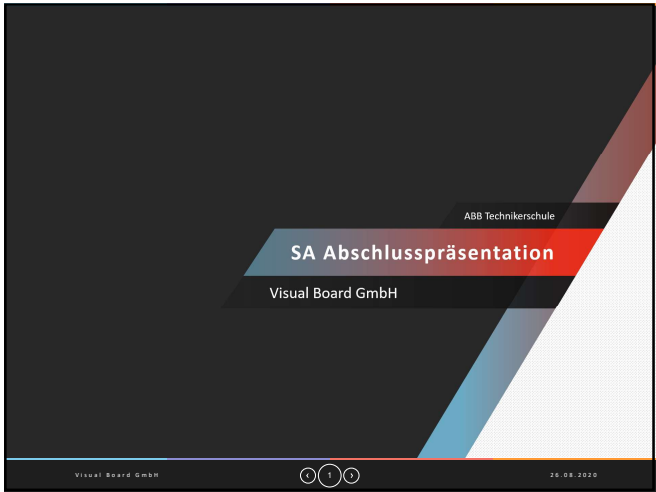 ABB Technikerschule
SA Abschlusspräsentation
Visual Board GmbH
Visual Board GmbH
1
26.08.2020